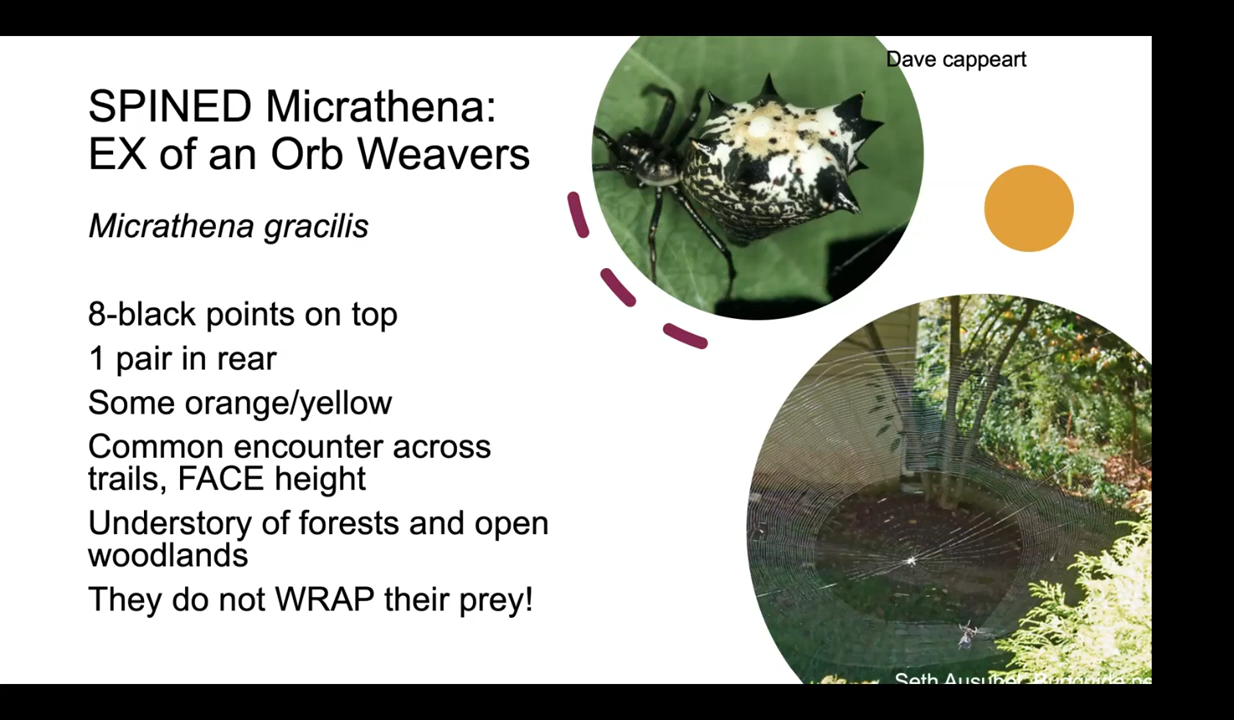 SPINED Micrathena:
EX of an Orb Weavers
Micrathena gracilis
8-black points on top
1 pair in rear
Some orange/yellow
Common encounter across
trails, FACE height
Understory of forests and open
woodlands
They do not WRAP their prey!
Dave cappeart
Seth